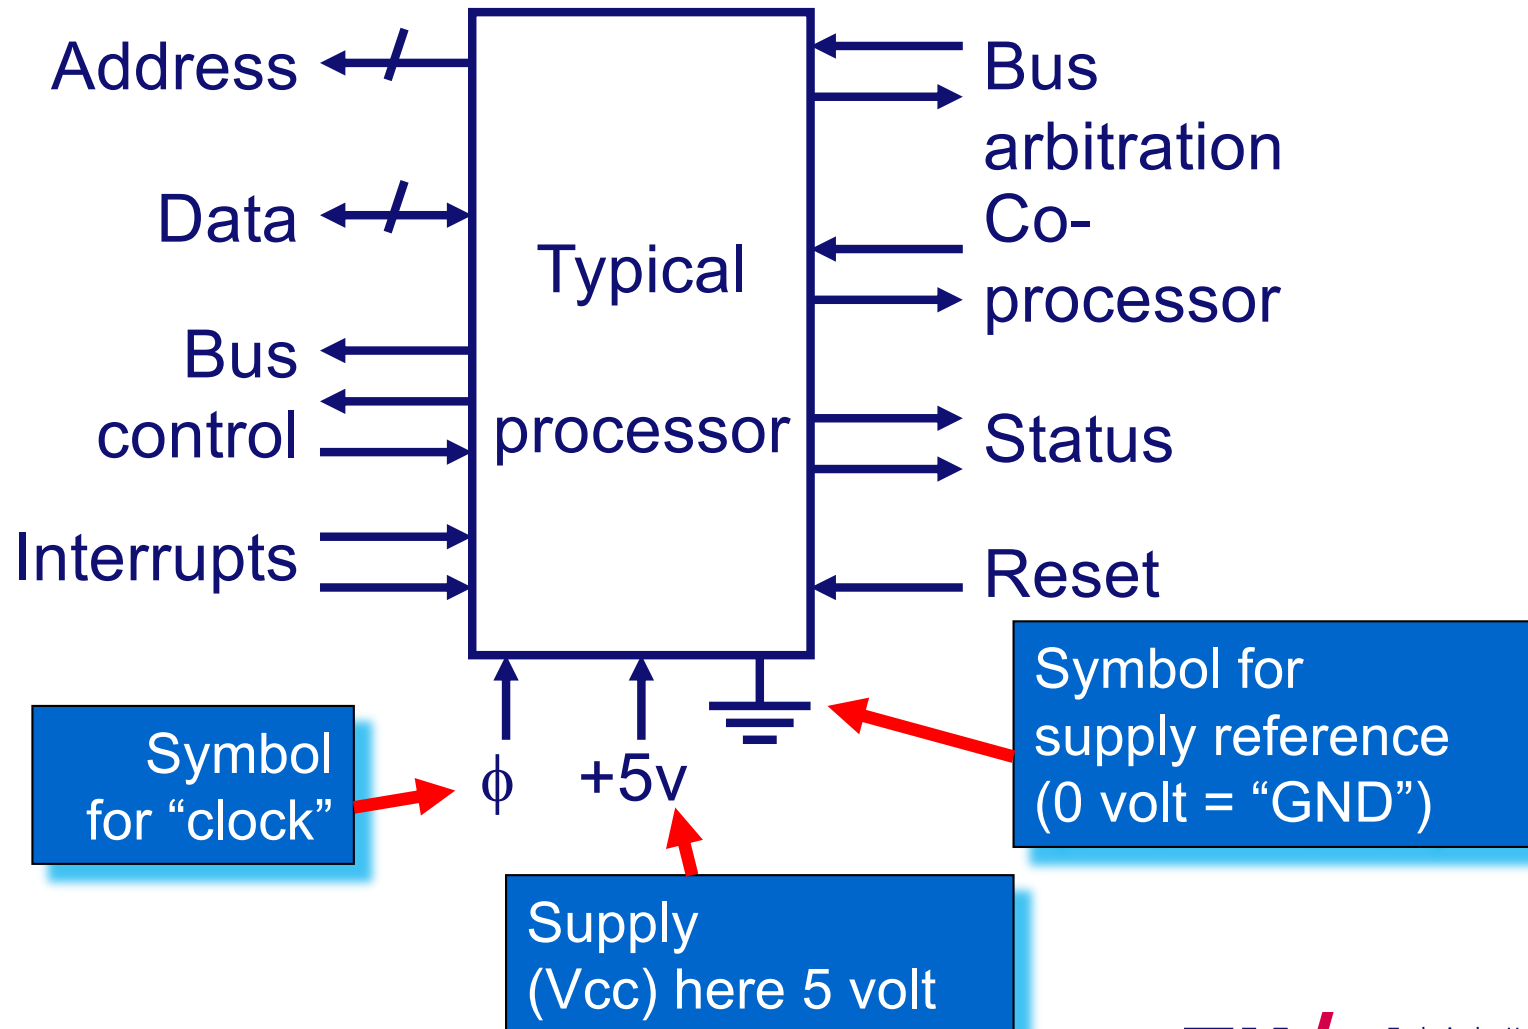 Address
Data
Bus
control
Interrupts
Typical
processor
Bus
arbitration
Co-
processor
Status
Reset
ϕ
+5v
Symbol
for “clock”
Supply
(Vcc) here 5 volt
Symbol for
supply reference
(0 volt = “GND”)